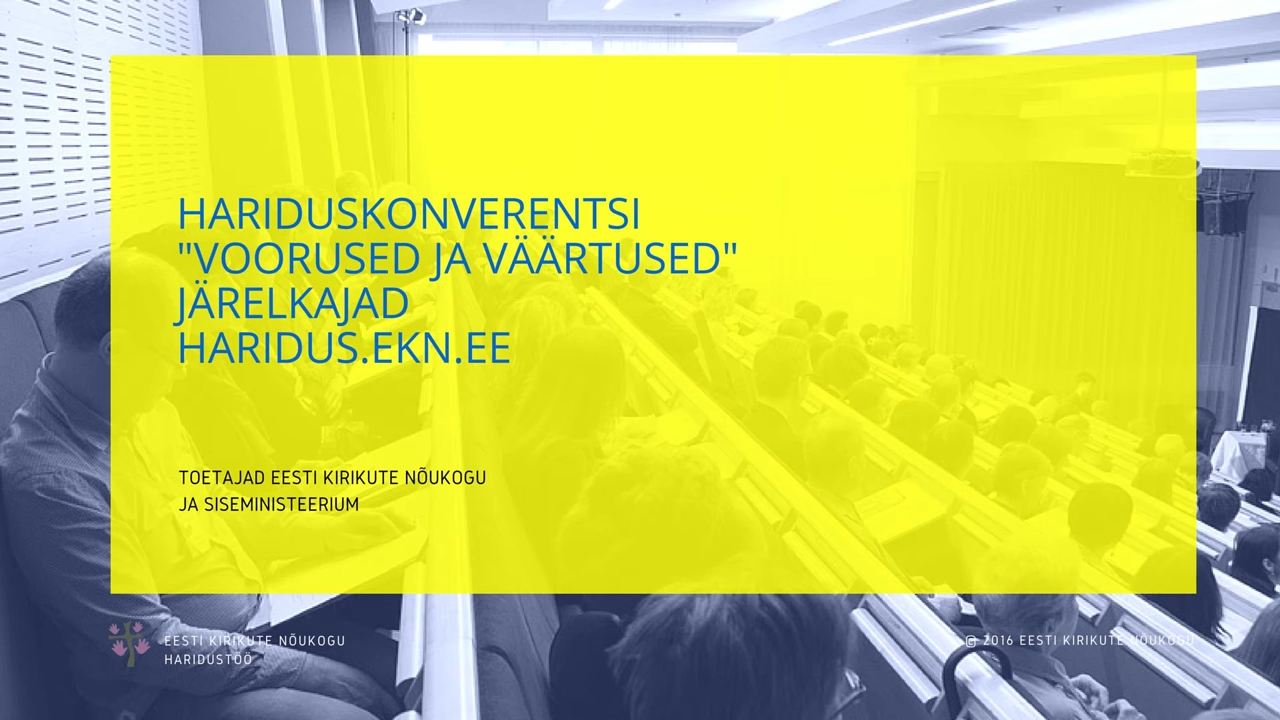 HARIDUSKONVERENTSI
"VOORUSED JA VÄÄRTUSED"
JÄRELKAJAD
HARIDUS.EKN.EE
TOETAJAD EESTI KIRIKUTE NÕUKOGU
JA SISEMINISTEERIUM
EESTI KIRIKUTE NÕUKOGU
HARIDUSTÖÖ
@ 2016 EESTI KIRIKUTE NÕUKOGU